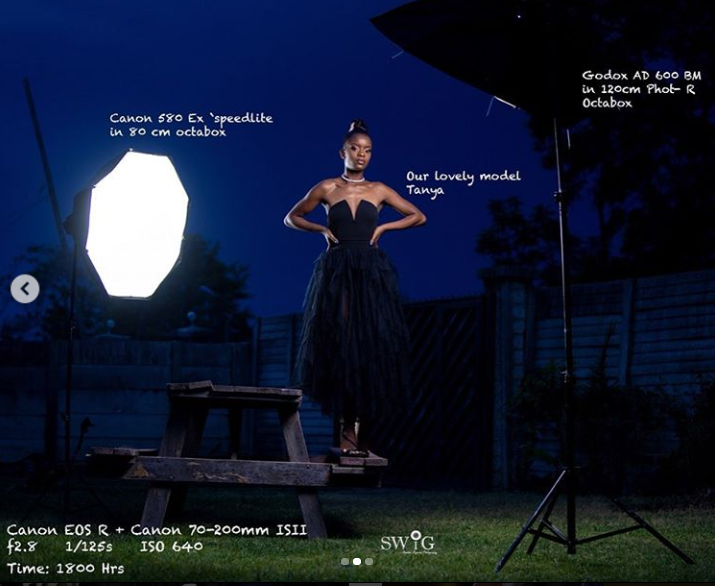 Godox AD 600 BM
in 120cm Phot- R
Octabox
Canon 580 Ex 'speedlite
in 80 cm octabox
Our lovely model
Tanya
Canon EOS R + Canon 70-200mm ISII
f2.8 1/125s ISO 640
Time: 1800 Hrs
SWiG